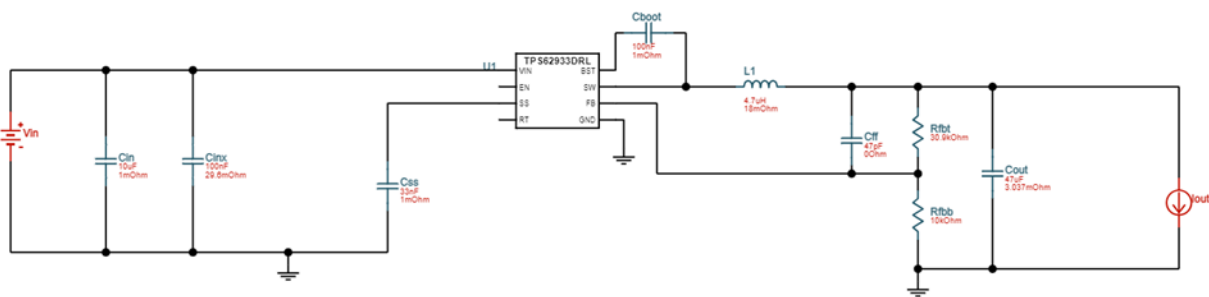 Cboot
100nF
1mOhm
U1
TPS62933DRL
VIN
BST
EN
SW
SS
FB
RT
GND
L1
4.7uH
18mOhm
Vin
Cin
10uF
1mOhm
Cinx
100nF
29.6mOhm
Css
33nF
1mOhm
Cff
47pF
0Ohm
Rfbt
30.9kOhm
Cout
47uF
3.037mOhm
Rfbb
10kOhm
Iout